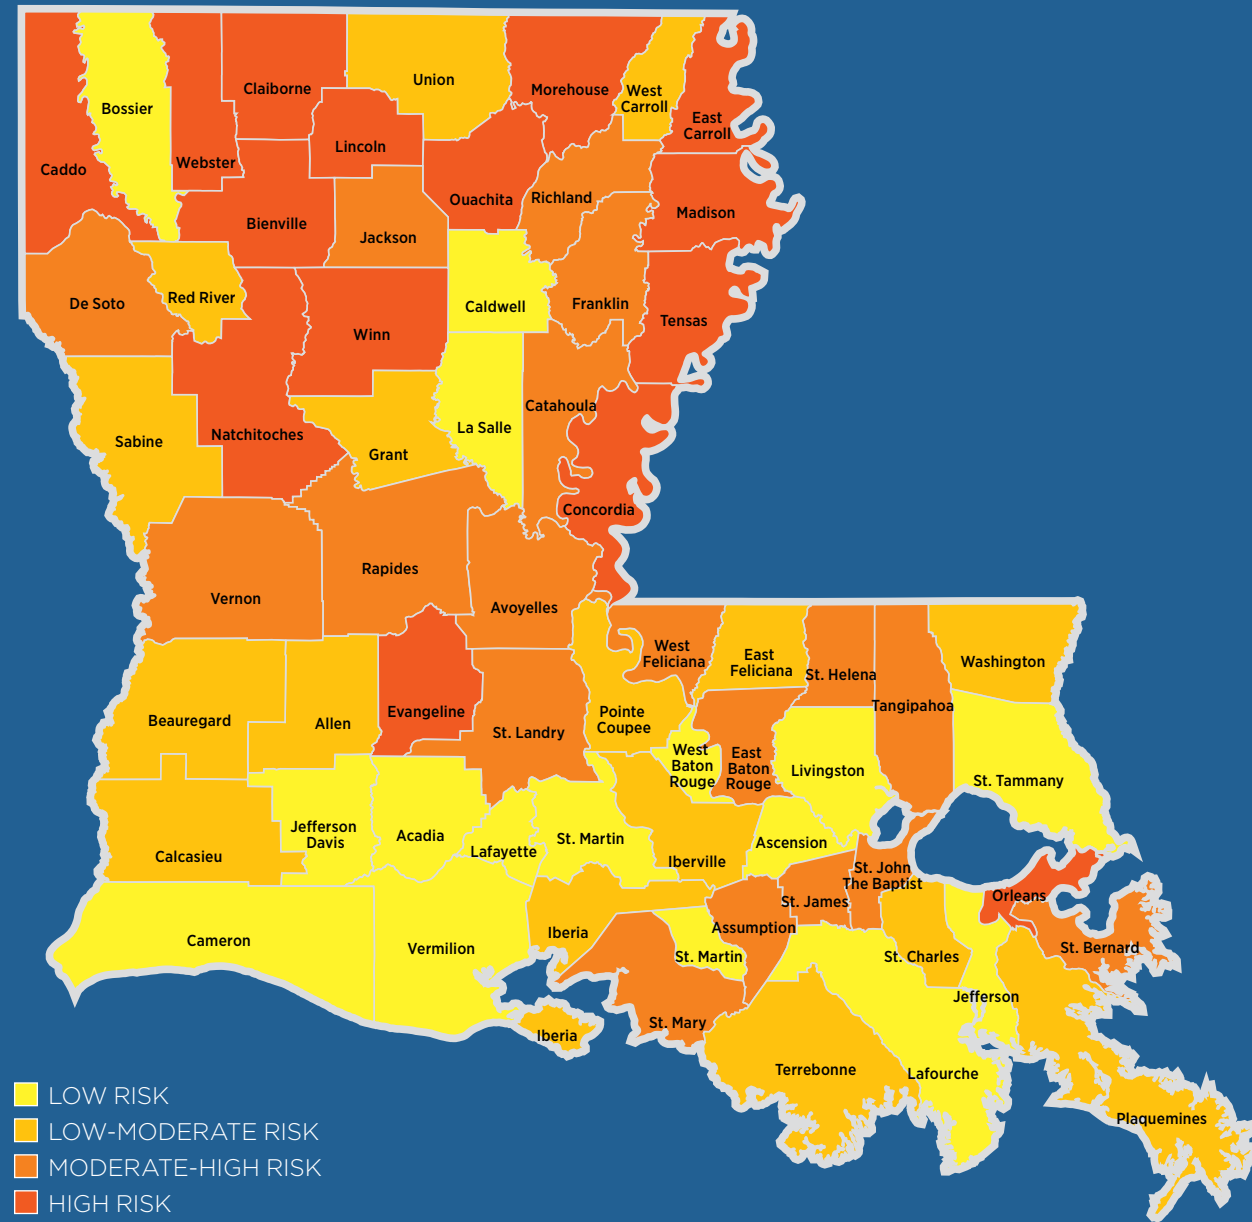 Union
Claiborne
Morehouse
West
Carroll
Bossier
East
Carroll
Lincoln
Webster
Caddo
Ouachita
Richland
Madison
Bienville
Jackson
Red River
De Soto
Caldwell
Franklin
Tensas
Winn
Catahoula
La Salle
Natchitoches
Sabine
Grant
Concordia
Rapides
Vernon
Avoyelles
West
Feliciana
East
Feliciana
St. Helena
Washington
Tangipahoa
Evangeline
Beauregard
Allen
Pointe
Coupee
St. Landry
West
Baton
Rouge
East
Baton
Rouge
Livingston
St. Tammany
Jefferson
Davis
Acadia
St. Martin
Lafayette
Ascension
Calcasieu
Iberville
St. John
The Baptist
Orleans
St. James
Assumption
Iberia
Cameron
Vermilion
St. Martin
St. Charles
St. Bernard
Jefferson
St. Mary
Iberia
Terrebonne
Lafourche
Plaquemines
LOW RISK
LOW-MODERATE RISK
MODERATE-HIGH RISK
HIGH RISK